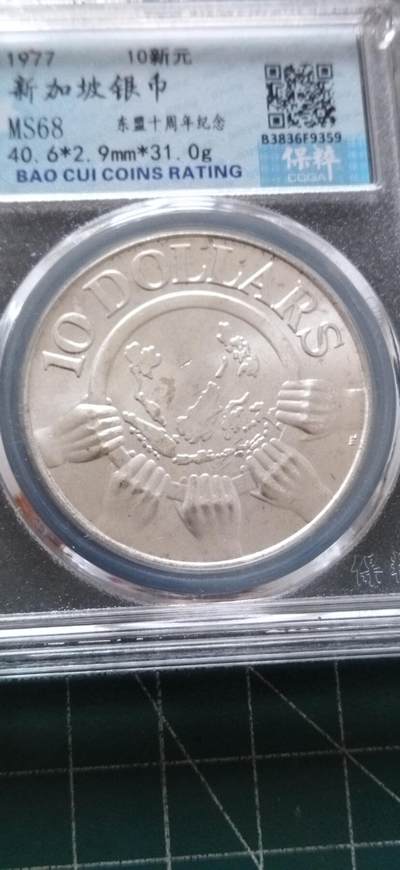 1977 10新元
新加坡银币
MS68 东盟十周年纪念
B3836F9359
40.6*2.9mm*31.0g
保粹
BAO CUI COINS RATING
CQGA
10 DOLLARS